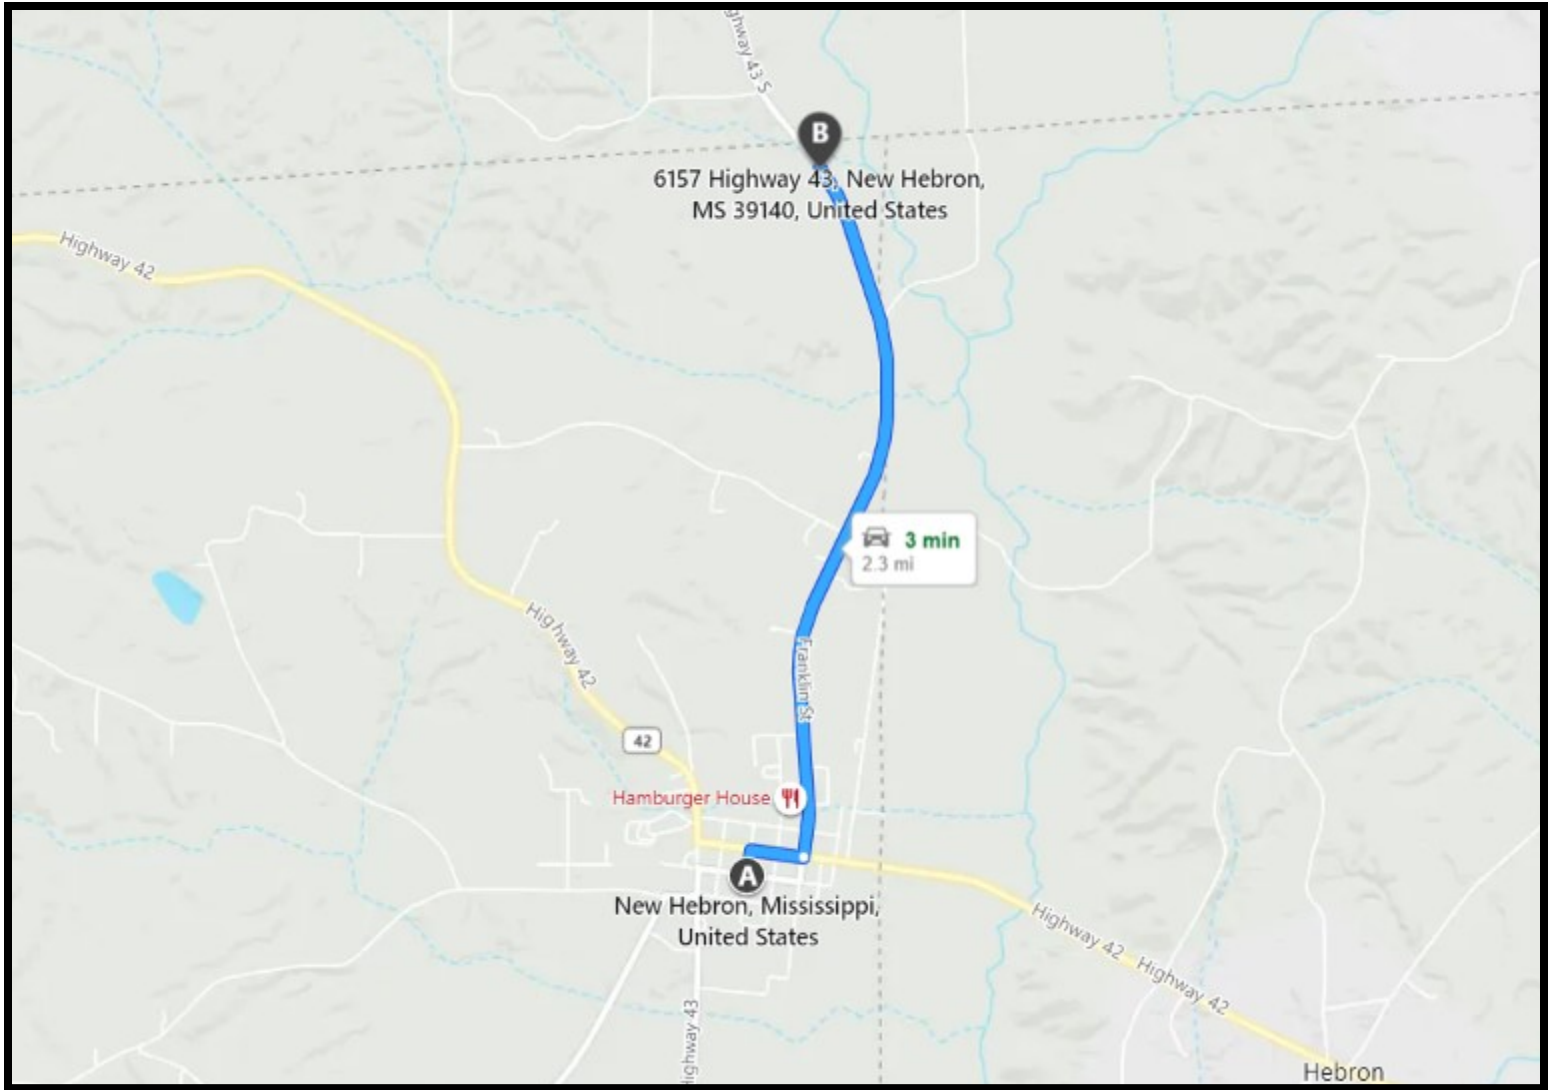 ghway 43 S
B
6157 Highway 43, New Hebron,
MS 39140, United States
Highway 42
3 min
2.3 mi
Highway 42
Franklin St
42
Hamburger House
A
New Hebron, Mississippi,
United States
Highway 42
Highway 42
Highway 43
Hebron